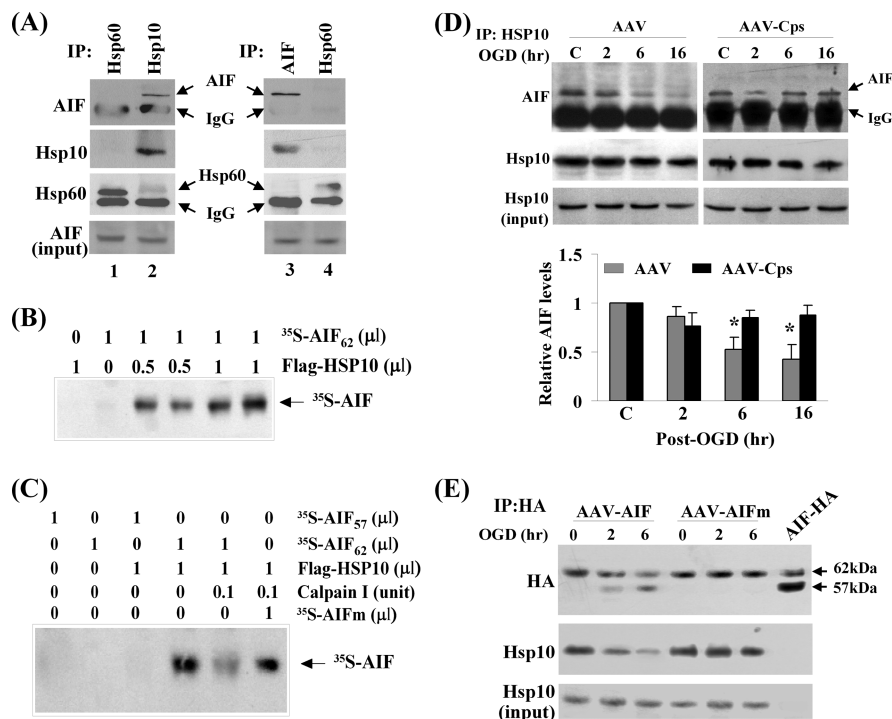 (A)
IP: Hsp60 Hsp10 IP: AIF Hsp60
AIF AIF
IgG
Hsp10
Hsp60 Hsp60
IgG
AIF
(input)
1 2 3 4
(B)
0 1 1 1 1 1 ³⁵S-AIF₆₂ (µl)
1 0 0.5 0.5 1 1 Flag-HSP10 (µl)
³⁵S-AIF
(C)
1 0 1 0 0 0 ³⁵S-AIF₅₇ (µl)
0 1 0 1 1 0 ³⁵S-AIF₆₂ (µl)
0 0 1 1 1 1 Flag-HSP10 (µl)
0 0 0 0 0.1 0.1 Calpain I (unit)
0 0 0 0 0 1 ³⁵S-AIFm (µl)
³⁵S-AIF
(D)
IP: HSP10 AAV AAV-Cps
OGD (hr) C 2 6 16 C 2 6 16
AIF AIF
IgG
Hsp10
Hsp10
(input)
Relative AIF levels
1.5
1
0.5
0
AAV AAV-Cps
* *
C 2 6 16
Post-OGD (hr)
(E)
IP:HA AAV-AIF AAV-AIFm AIF-HA
OGD (hr) 0 2 6 0 2 6
HA 62kDa
57kDa
Hsp10
Hsp10
(input)